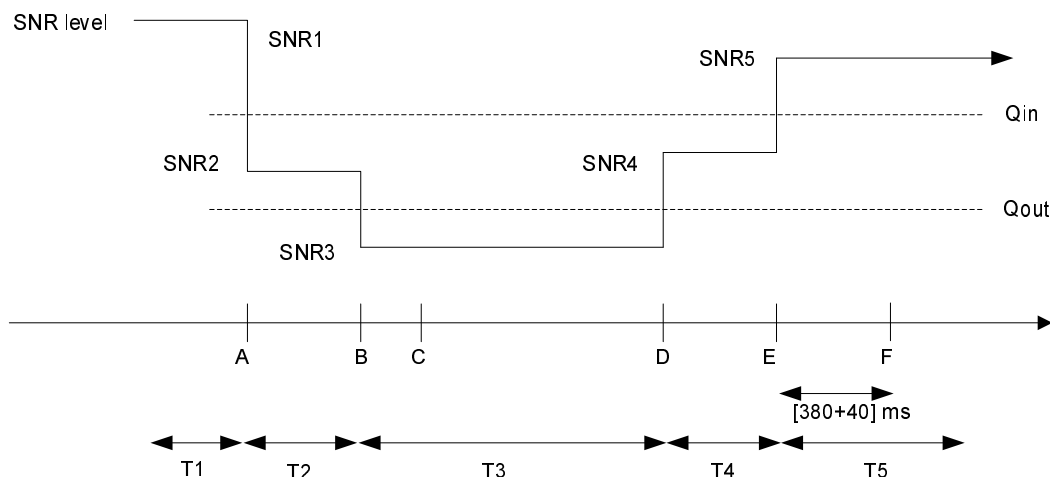 SNR level
SNR1
SNR5
Qin
SNR2
SNR4
Qout
SNR3
A
B
C
D
E
F
[380+40] ms
T1
T2
T3
T4
T5